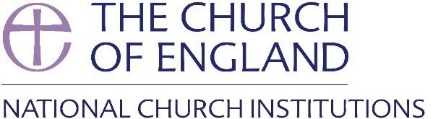 THE CHURCH
OF ENGLAND
NATIONAL CHURCH INSTITUTIONS